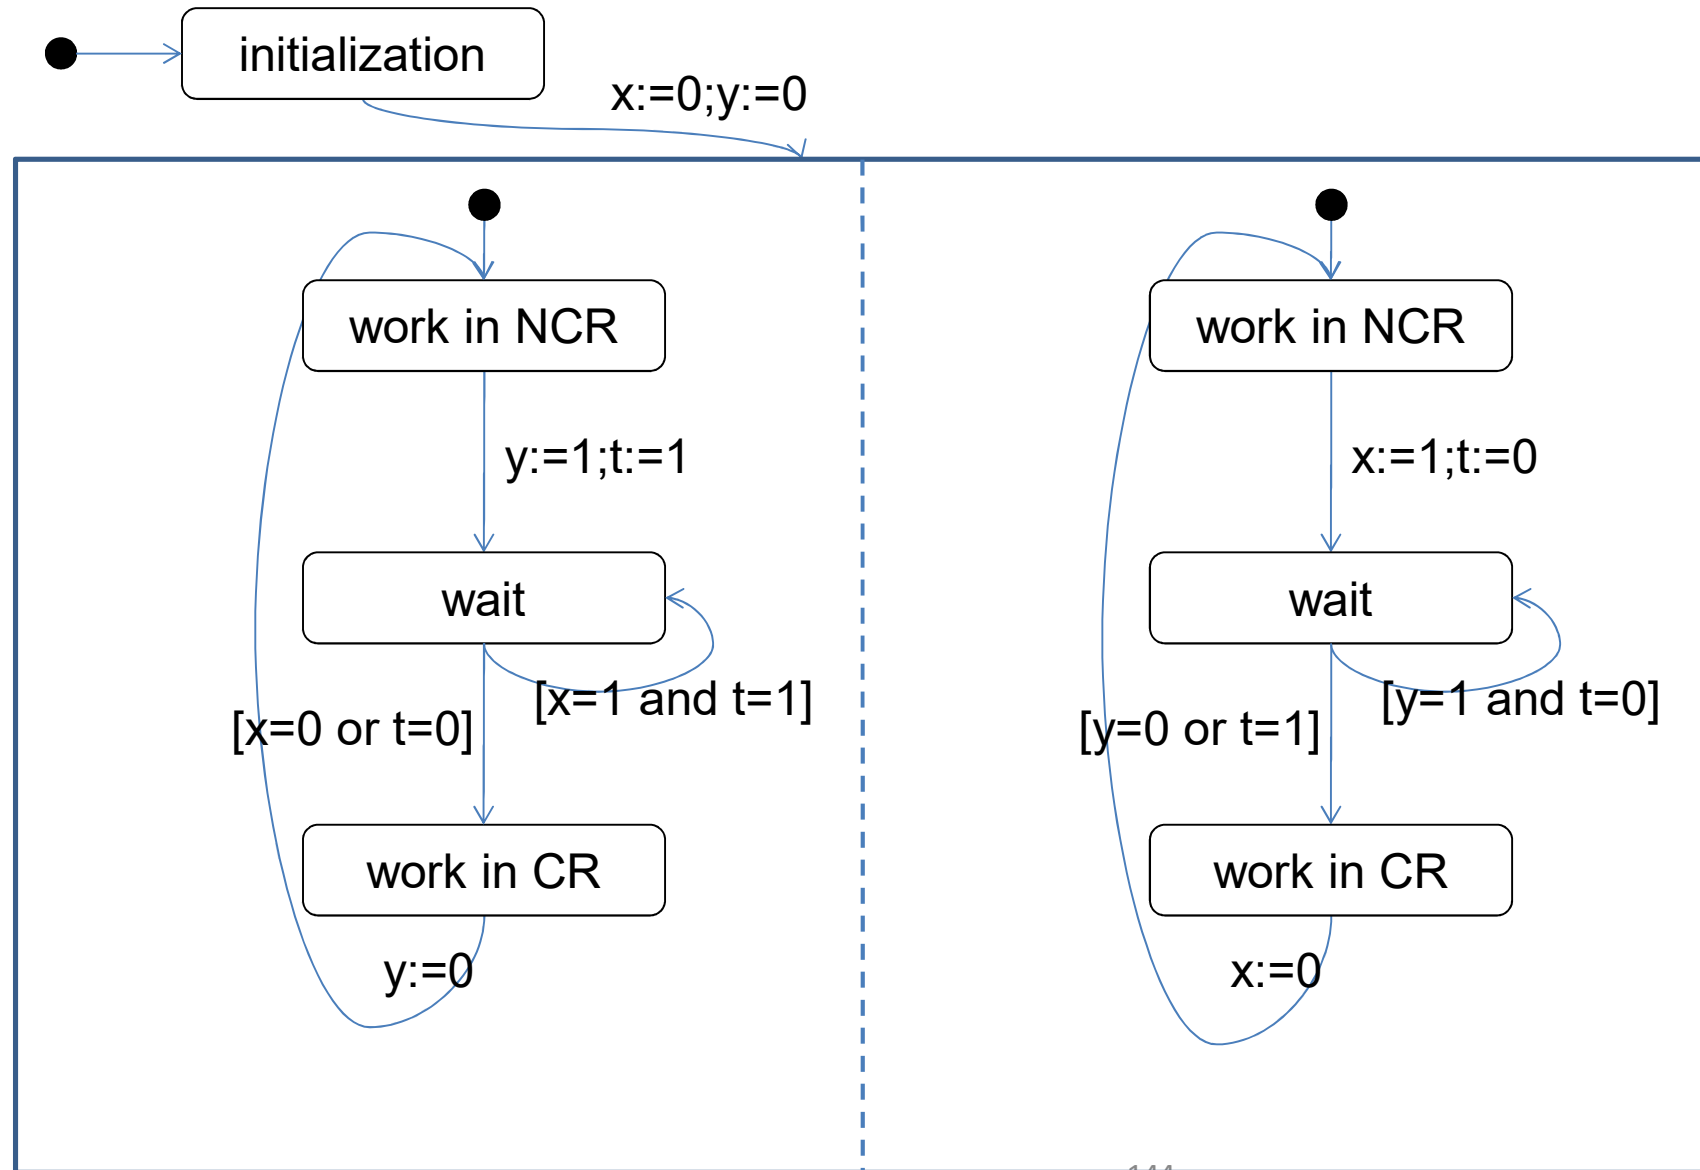 initialization
x:=0;y:=0
work in NCR
work in NCR
y:=1;t:=1
x:=1;t:=0
wait
wait
[x=1 and t=1]
[y=1 and t=0]
[x=0 or t=0]
[y=0 or t=1]
work in CR
work in CR
y:=0
x:=0